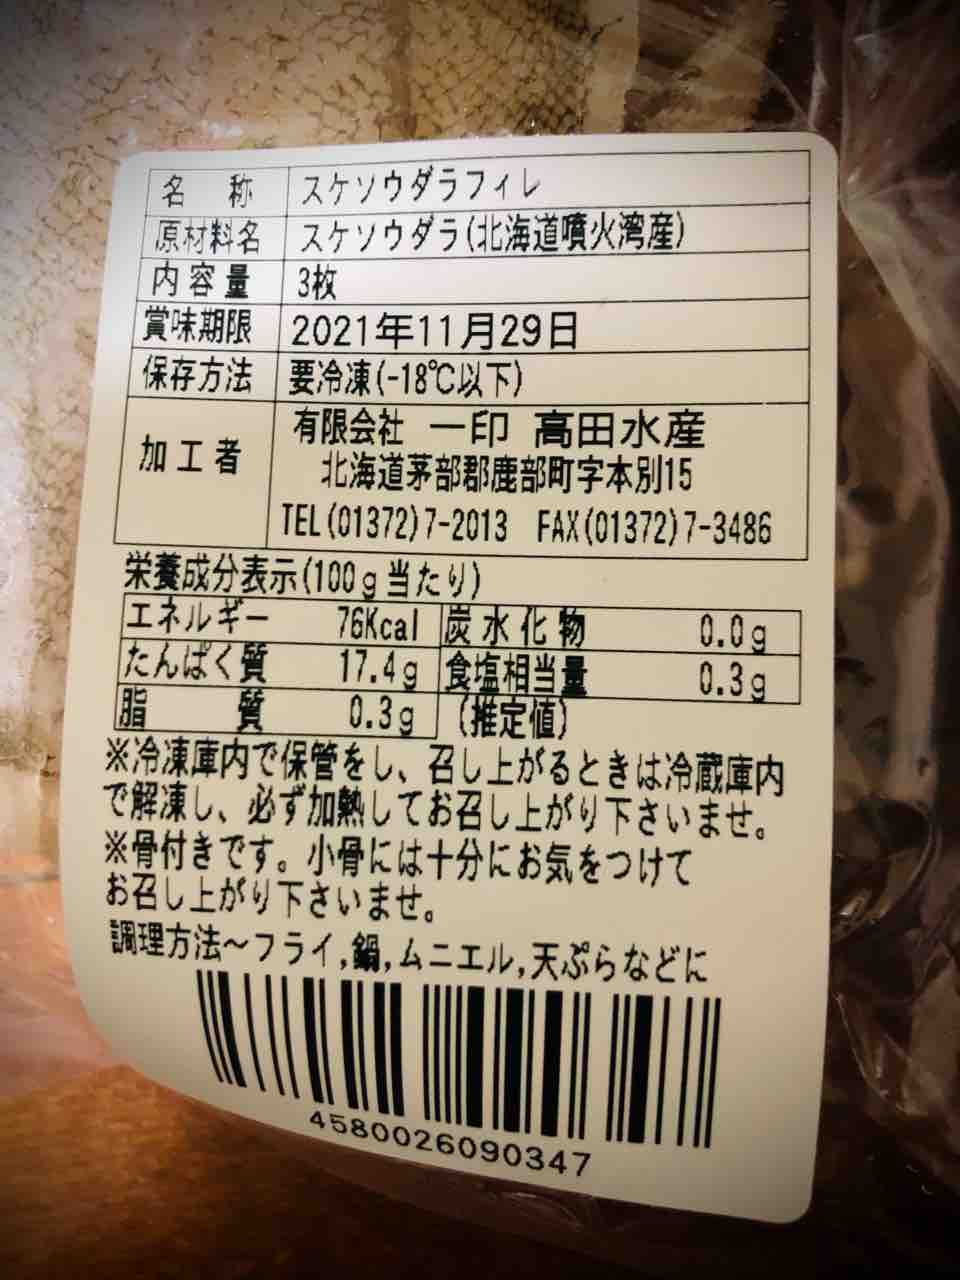 名 称 スケソウダラフィレ
原材料名 スケソウダラ(北海道噴火湾産)
内容量 3枚
賞味期限 2021年11月29日
保存方法 要冷凍(-18℃以下)
加工者 有限会社 一印 高田水産
北海道茅部郡鹿部町字本別15
TEL(01372)7-2013 FAX(01372)7-3486
栄養成分表示(100g当たり)
エネルギー 76Kcal 炭水化物 0.0g
たんぱく質 17.4g 食塩相当量 0.3g
脂 質 0.3g (推定値)
※冷凍庫内で保管をし、召し上がるときは冷蔵庫内
で解凍し、必ず加熱してお召し上がり下さいませ。
※骨付きです。小骨には十分にお気をつけて
お召し上がり下さいませ。
調理方法～フライ,鍋,ムニエル,天ぷらなどに
4580026090347